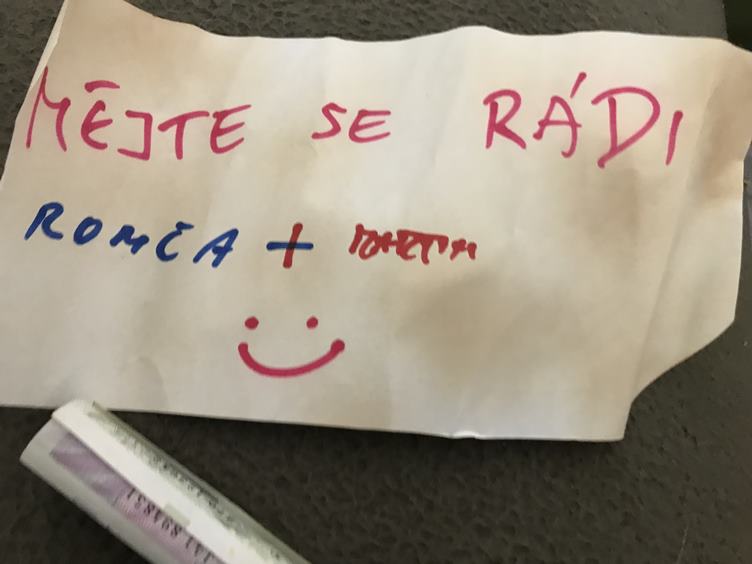 MĚJTE SE RÁDI
ROMČA +